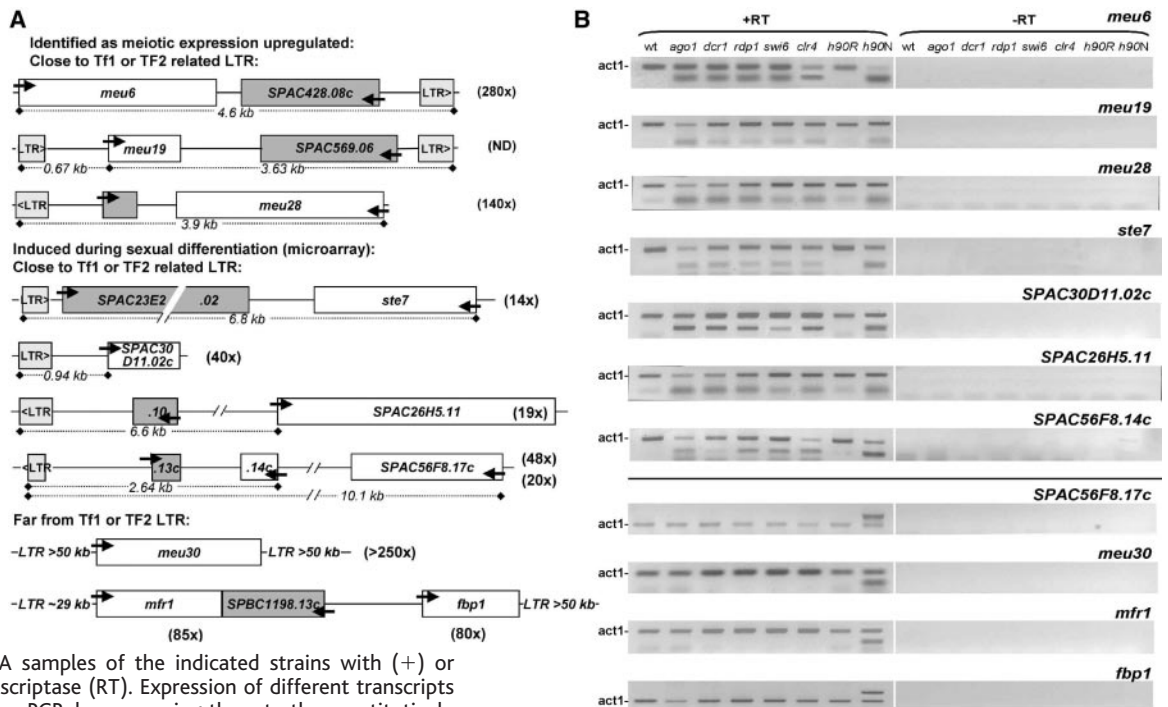 A
Identified as meiotic expression upregulated:
Close to Tf1 or TF2 related LTR:
meu6 SPAC428.08c LTR> (280x)
4.6 kb
LTR> meu19 SPAC569.06 LTR> (ND)
0.67 kb 3.63 kb
<LTR meu28 (140x)
3.9 kb
Induced during sexual differentiation (microarray):
Close to Tf1 or TF2 related LTR:
LTR> SPAC23E2 .02 ste7 (14x)
// 6.8 kb
LTR> SPAC30 D11.02c (40x)
0.94 kb
<LTR .10 // SPAC26H5.11 (19x)
6.6 kb
<LTR .13c .14c // SPAC56F8.17c (48x)
(20x)
2.64 kb
// 10.1 kb
Far from Tf1 or TF2 LTR:
-LTR >50 kb- meu30 -LTR >50 kb- (>250x)
-LTR ~29 kb- mfr1 SPBC1198.13c fbp1 -LTR >50 kb-
(85x) (80x)
A samples of the indicated strains with (+) or
scriptase (RT). Expression of different transcripts
B
+RT -RT meu6
wt ago1 dcr1 rdp1 swi6 clr4 h90R h90N wt ago1 dcr1 rdp1 swi6 clr4 h90R h90N
act1-
meu19
act1-
meu28
act1-
ste7
act1-
SPAC30D11.02c
act1-
SPAC26H5.11
act1-
SPAC56F8.14c
act1-
SPAC56F8.17c
act1-
meu30
act1-
mfr1
act1-
fbp1
act1-